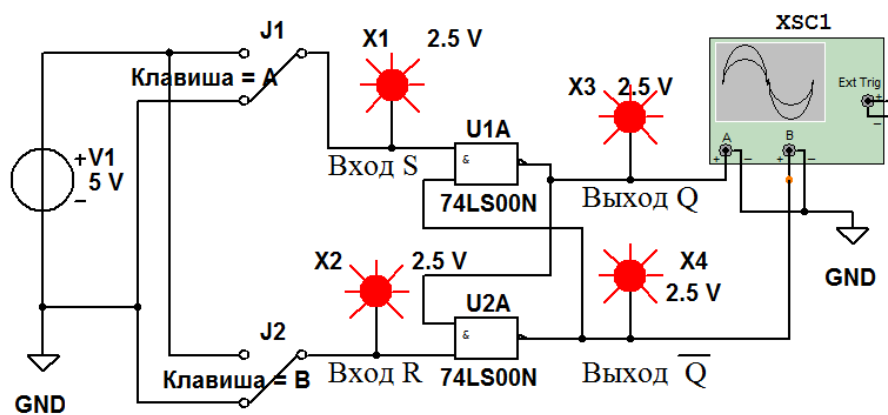 XSC1
J1
X1 2.5 V
Клавиша = A
X3 2.5 V
Ext Trig
+
−
A
B
+ − + −
U1A
&
+
V1
5 V
−
Вход S
74LS00N
Выход Q
X2 2.5 V
X4
2.5 V
GND
U2A
&
J2
Клавиша = B
Вход R
74LS00N
Выход Q̅
GND